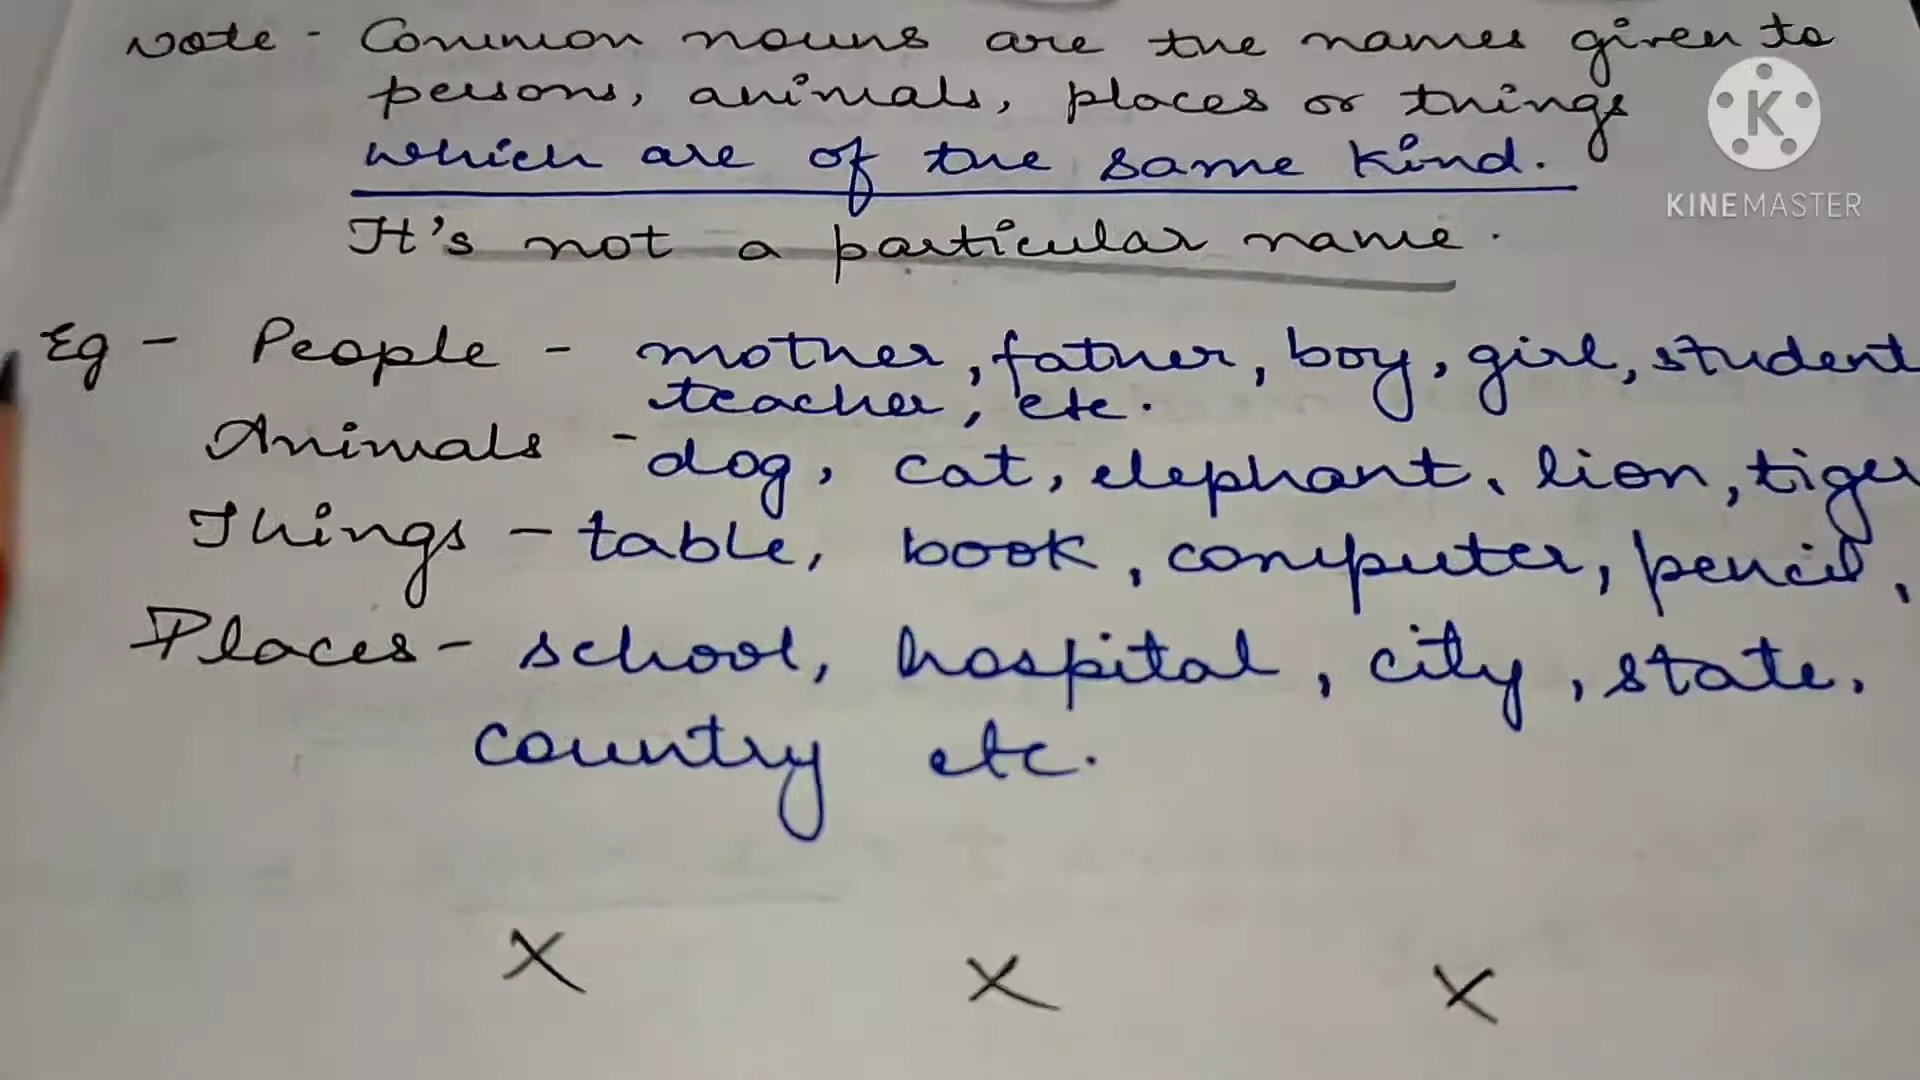 Note - Common nouns are the names given to
persons, animals, places or things
which are of the same kind.
It's not a particular name.
Eg - People - mother, father, boy, girl, student
teacher, etc.
Animals - dog, cat, elephant, lion, tiger
Things - table, book, computer, pencil,
Places - school, hospital, city, state,
country etc.
x x x
K
KINEMASTER